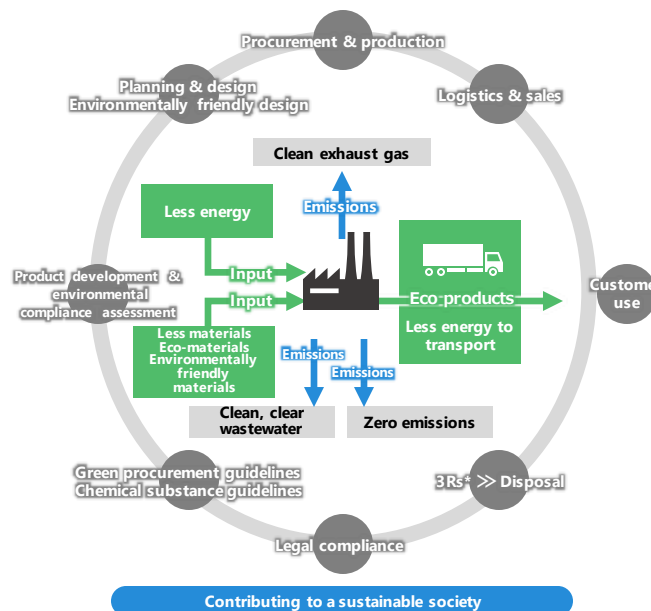 Procurement & production
Planning & design
Environmentally friendly design
Logistics & sales
Clean exhaust gas
Emissions
Less energy
Input
Product development &
environmental
compliance assessment
Input
Eco-products
Customer
use
Less energy to
transport
Less materials
Eco-materials
Environmentally
friendly
materials
Emissions
Emissions
Clean, clear
wastewater
Zero emissions
Green procurement guidelines
Chemical substance guidelines
3Rs* ≫ Disposal
Legal compliance
Contributing to a sustainable society